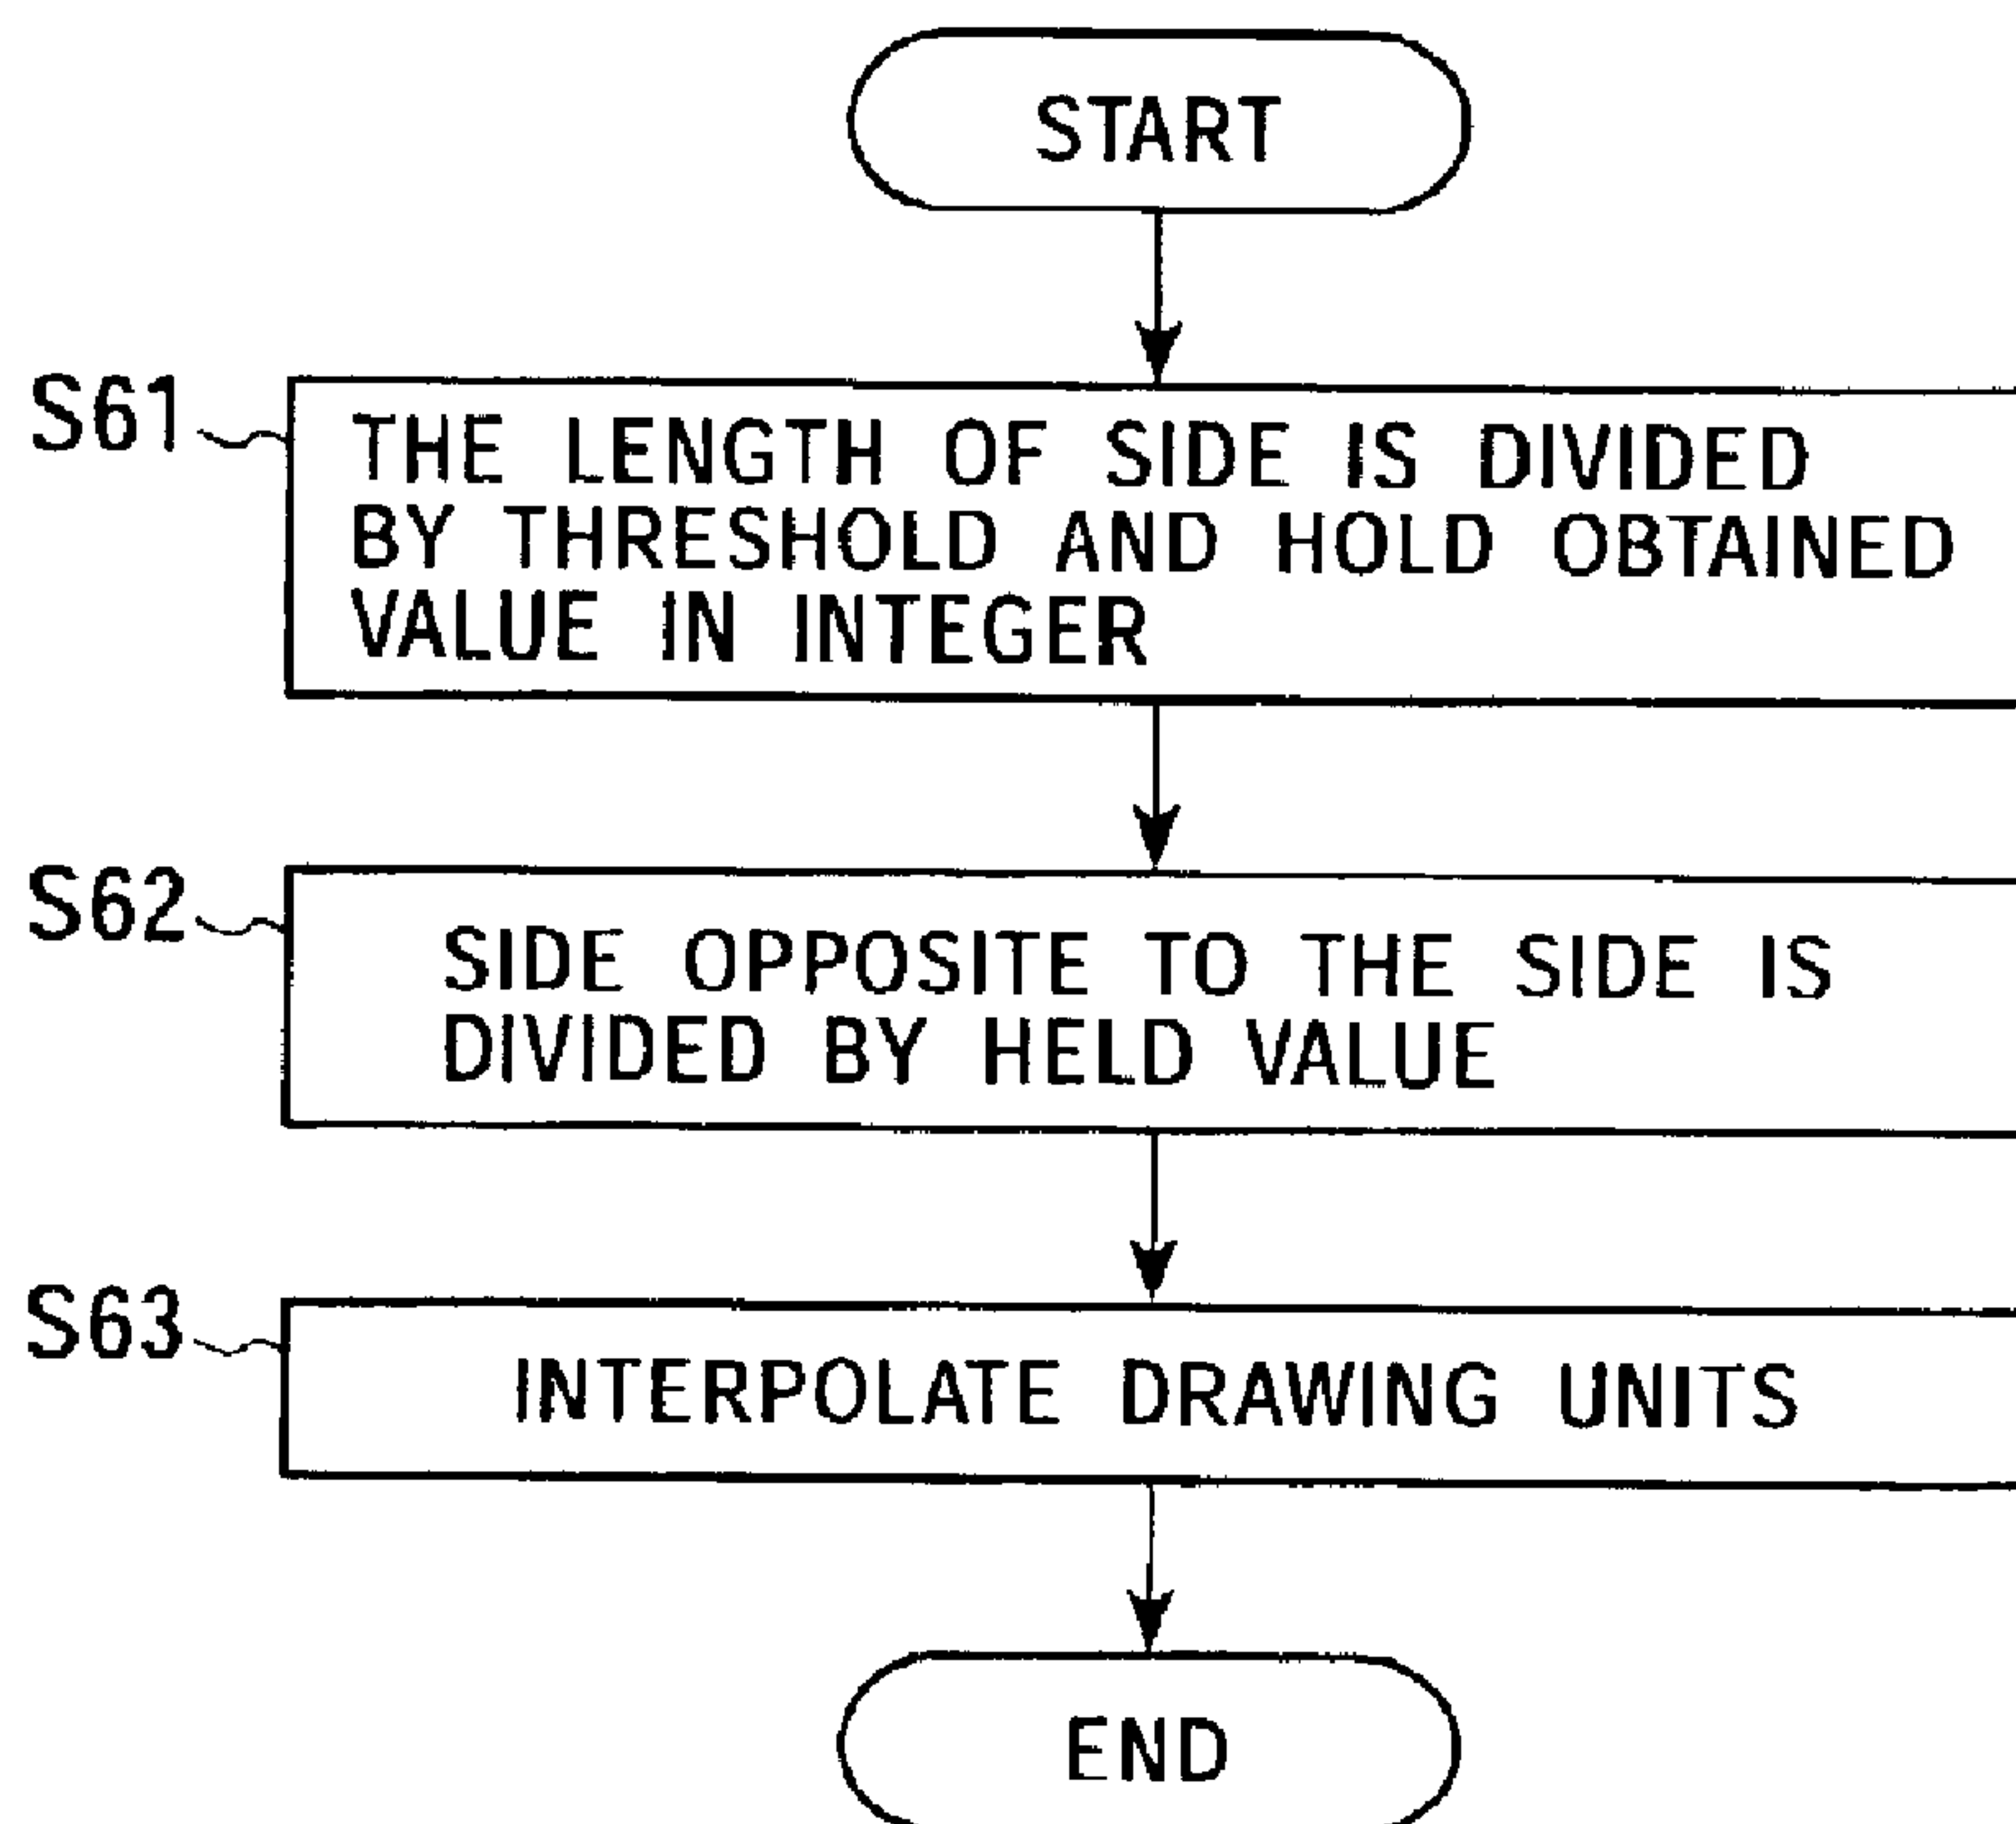 START
S61
THE LENGTH OF SIDE IS DIVIDED
BY THRESHOLD AND HOLD OBTAINED
VALUE IN INTEGER
S62
SIDE OPPOSITE TO THE SIDE IS
DIVIDED BY HELD VALUE
S63
INTERPOLATE DRAWING UNITS
END